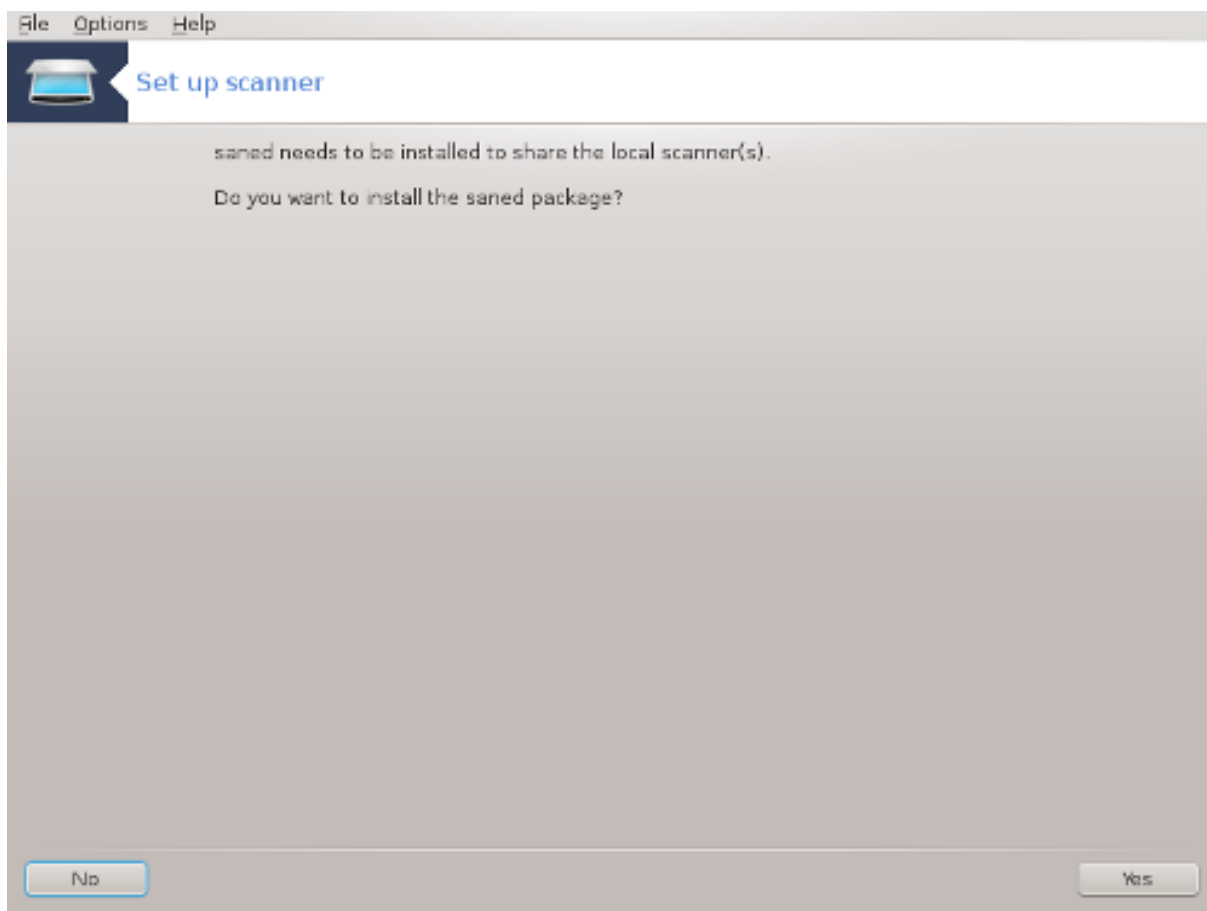 File Options Help
Set up scanner
saned needs to be installed to share the local scanner(s).
Do you want to install the saned package?
No Yes